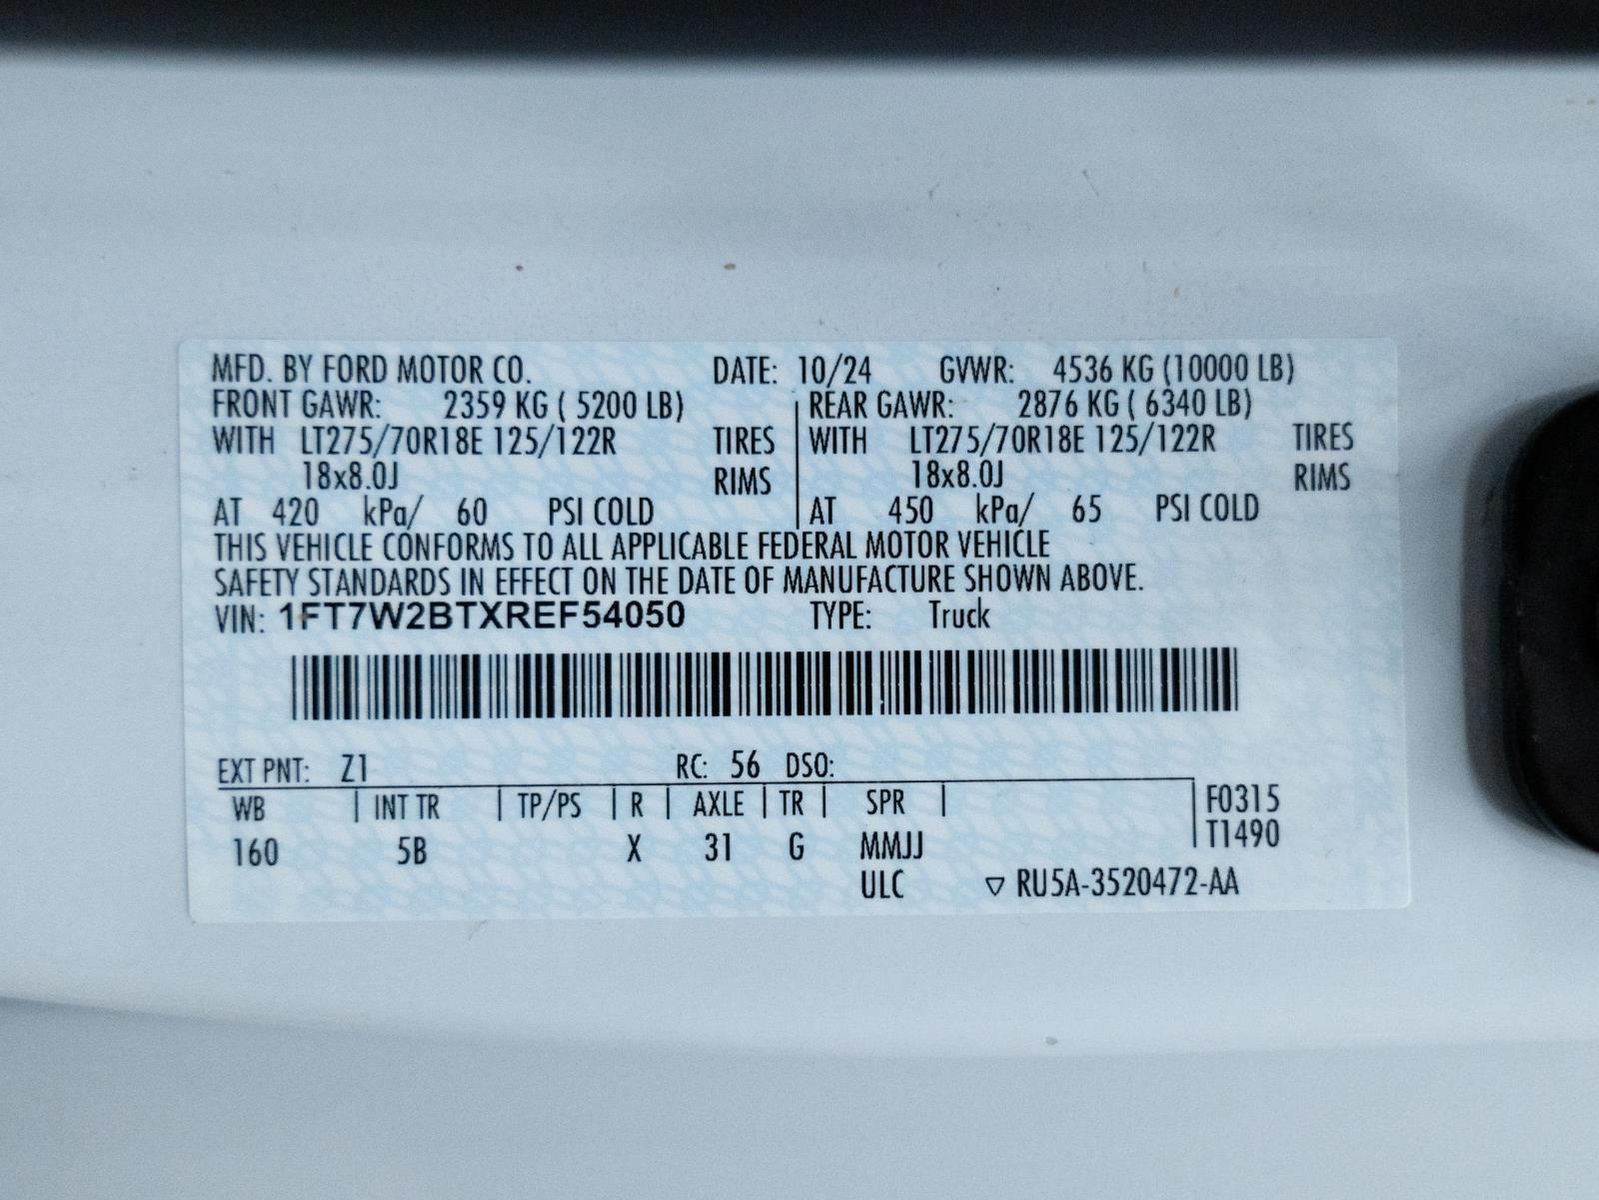 MFD. BY FORD MOTOR CO. DATE: 10/24 GVWR: 4536 KG (10000 LB)
FRONT GAWR: 2359 KG ( 5200 LB) REAR GAWR: 2876 KG ( 6340 LB)
WITH LT275/70R18E 125/122R TIRES WITH LT275/70R18E 125/122R TIRES
18x8.0J RIMS 18x8.0J RIMS
AT 420 kPa/ 60 PSI COLD AT 450 kPa/ 65 PSI COLD
THIS VEHICLE CONFORMS TO ALL APPLICABLE FEDERAL MOTOR VEHICLE
SAFETY STANDARDS IN EFFECT ON THE DATE OF MANUFACTURE SHOWN ABOVE.
VIN: 1FT7W2BTXREF54050 TYPE: Truck
EXT PNT: Z1 RC: 56 DSO:
WB INT TR TP/PS R AXLE TR SPR F0315
160 5B X 31 G MMJJ T1490
ULC ▽ RU5A-3520472-AA